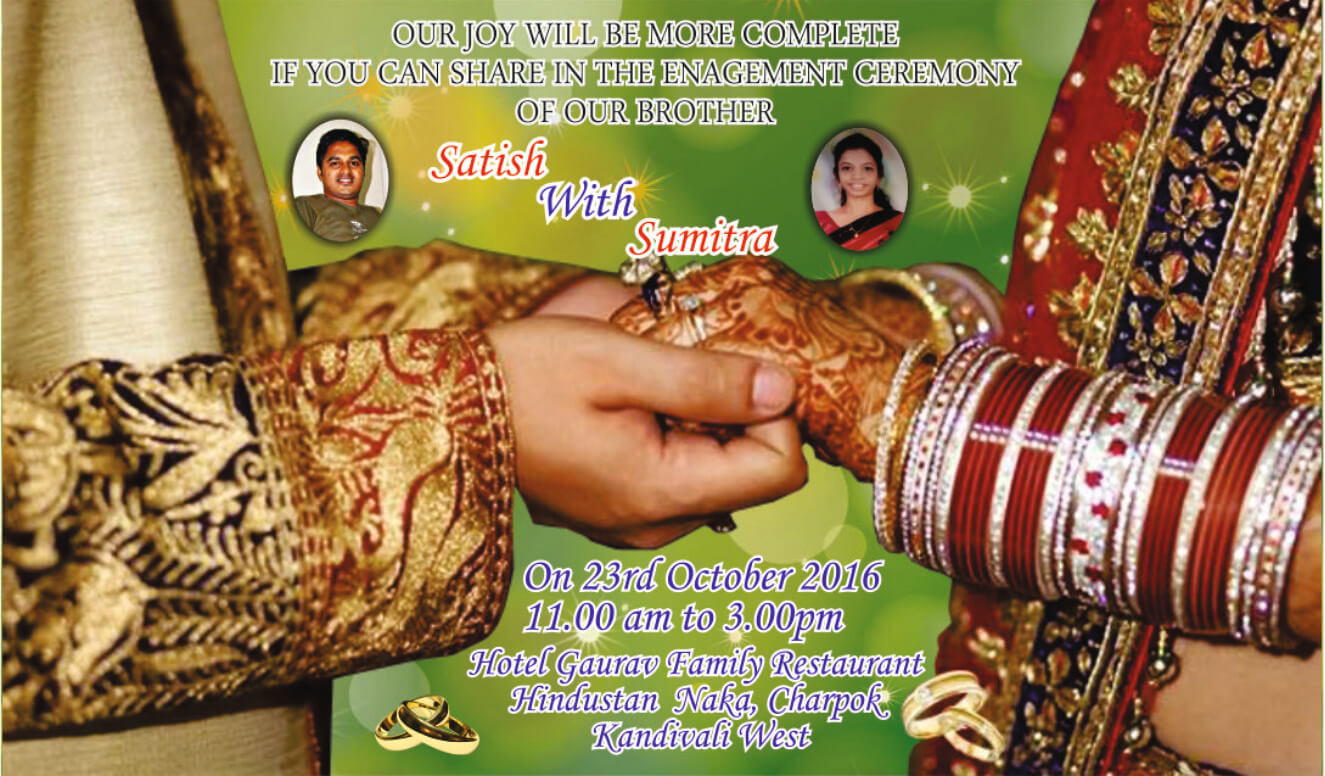 OUR JOY WILL BE MORE COMPLETE
IF YOU CAN SHARE IN THE ENAGEMENT CEREMONY
OF OUR BROTHER
Satish
With
Sumitra
On 23rd October 2016
11.00 am to 3.00pm
Hotel Gaurav Family Restaurant
Hindustan Naka, Charpok
Kandivali West